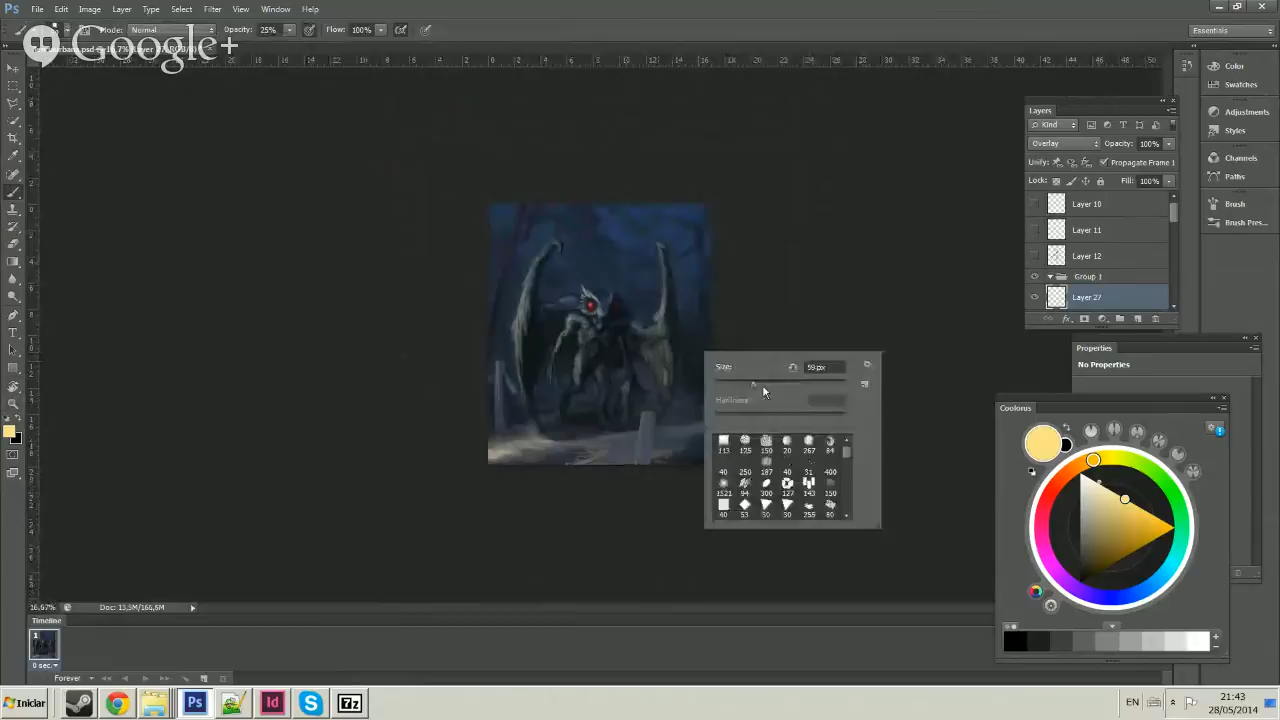 Ps File Edit Image Layer Type Select Filter View Window Help
Mode: Normal Opacity: 25% Flow: 100% Essentials
Google+
Color
Swatches
Adjustments
Styles
Channels
Paths
Brush
Brush Pres...
Layers
Kind
Overlay Opacity: 100%
Unify: Propagate Frame 1
Lock: Fill: 100%
Layer 10
Layer 11
Layer 12
Group 1
Layer 27
Properties
No Properties
Size: 59 px
Hardness:
113 125 150 20 267 84
40 250 187 40 31 400
1521 94 300 127 143 150
40 53 30 30 255 80
Coolorus
16,67% Doc: 13,5M/166,6M
Timeline
1
0 sec.
Forever
Iniciar Ps Id 7z EN 21:43
28/05/2014